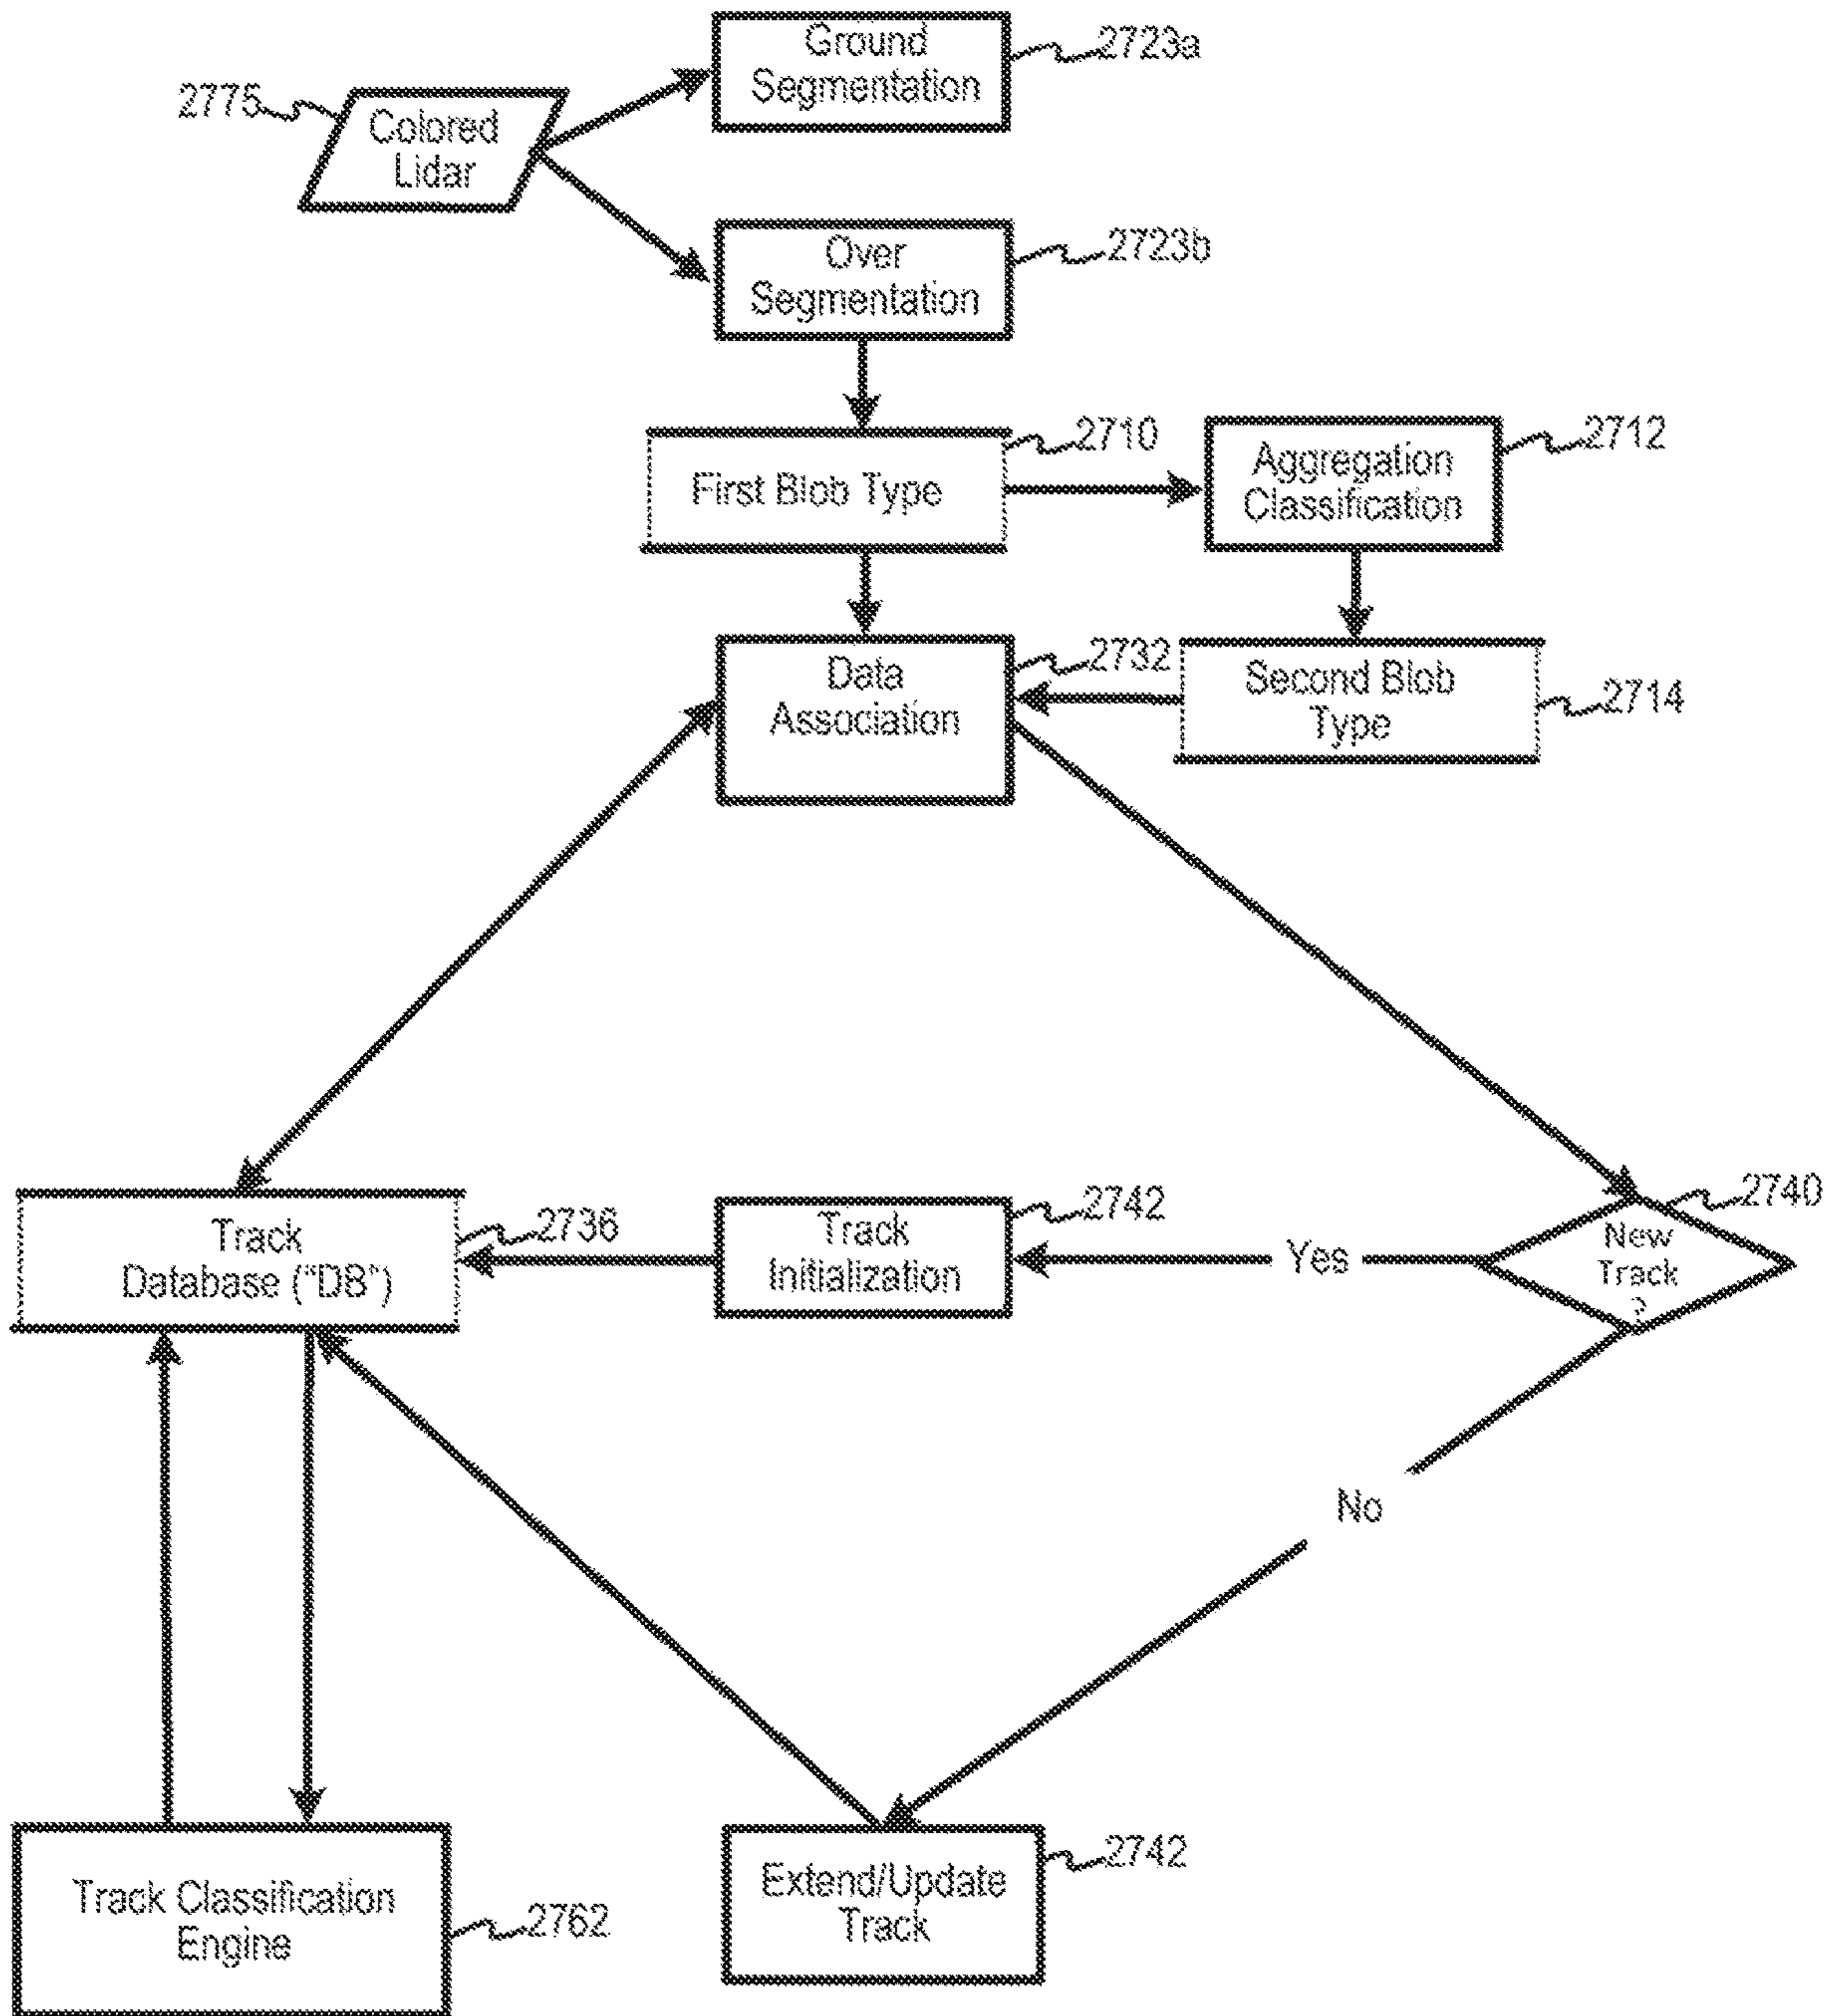 Ground
Segmentation
2723a
2775
Colored
Lidar
Over
Segmentation
2723b
First Blob Type
2710
Aggregation
Classification
2712
Data
Association
2732
Second Blob
Type
2714
Track
Database ("DB")
2736
Track
Initialization
2742
Yes
New
Track
?
2740
No
Track Classification
Engine
2762
Extend/Update
Track
2742